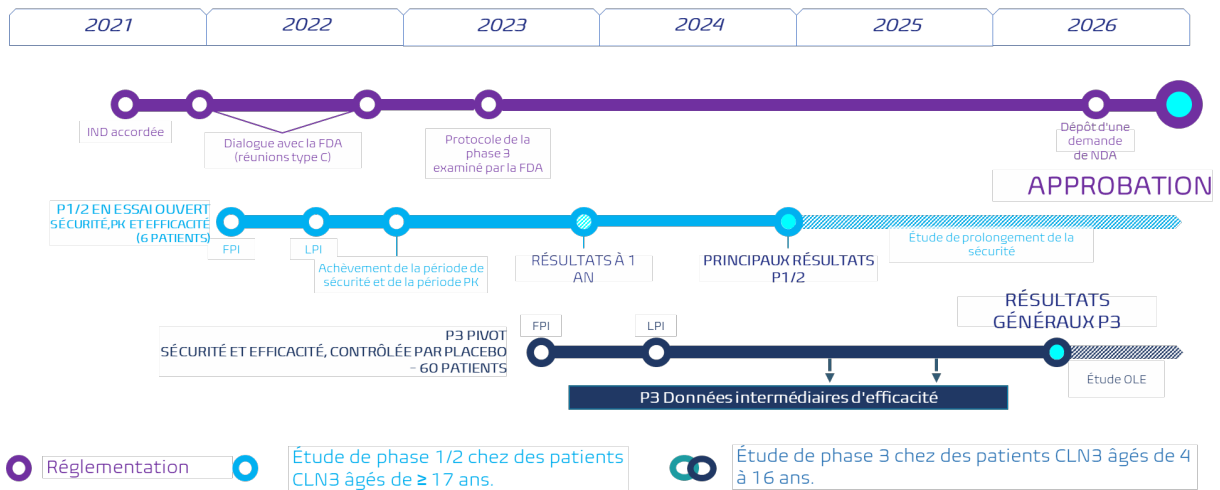 2021
2022
2023
2024
2025
2026
IND accordée
Dialogue avec la FDA
(réunions type C)
Protocole de la
phase 3
examiné par la FDA
Dépôt d'une
demande
de NDA
APPROBATION
P1/2 EN ESSAI OUVERT
SÉCURITÉ,PK ET EFFICACITÉ
(6 PATIENTS)
FPI
LPI
Achèvement de la période de
sécurité et de la période PK
RÉSULTATS À 1
AN
PRINCIPAUX RÉSULTATS
P1/2
Étude de prolongement de la
sécurité
P3 PIVOT
SÉCURITÉ ET EFFICACITÉ, CONTRÔLÉE PAR PLACEBO
– 60 PATIENTS
FPI
LPI
RÉSULTATS
GÉNÉRAUX P3
Étude OLE
P3 Données intermédiaires d'efficacité
Réglementation
Étude de phase 1/2 chez des patients
CLN3 âgés de ≥ 17 ans.
Étude de phase 3 chez des patients CLN3 âgés de 4
à 16 ans.